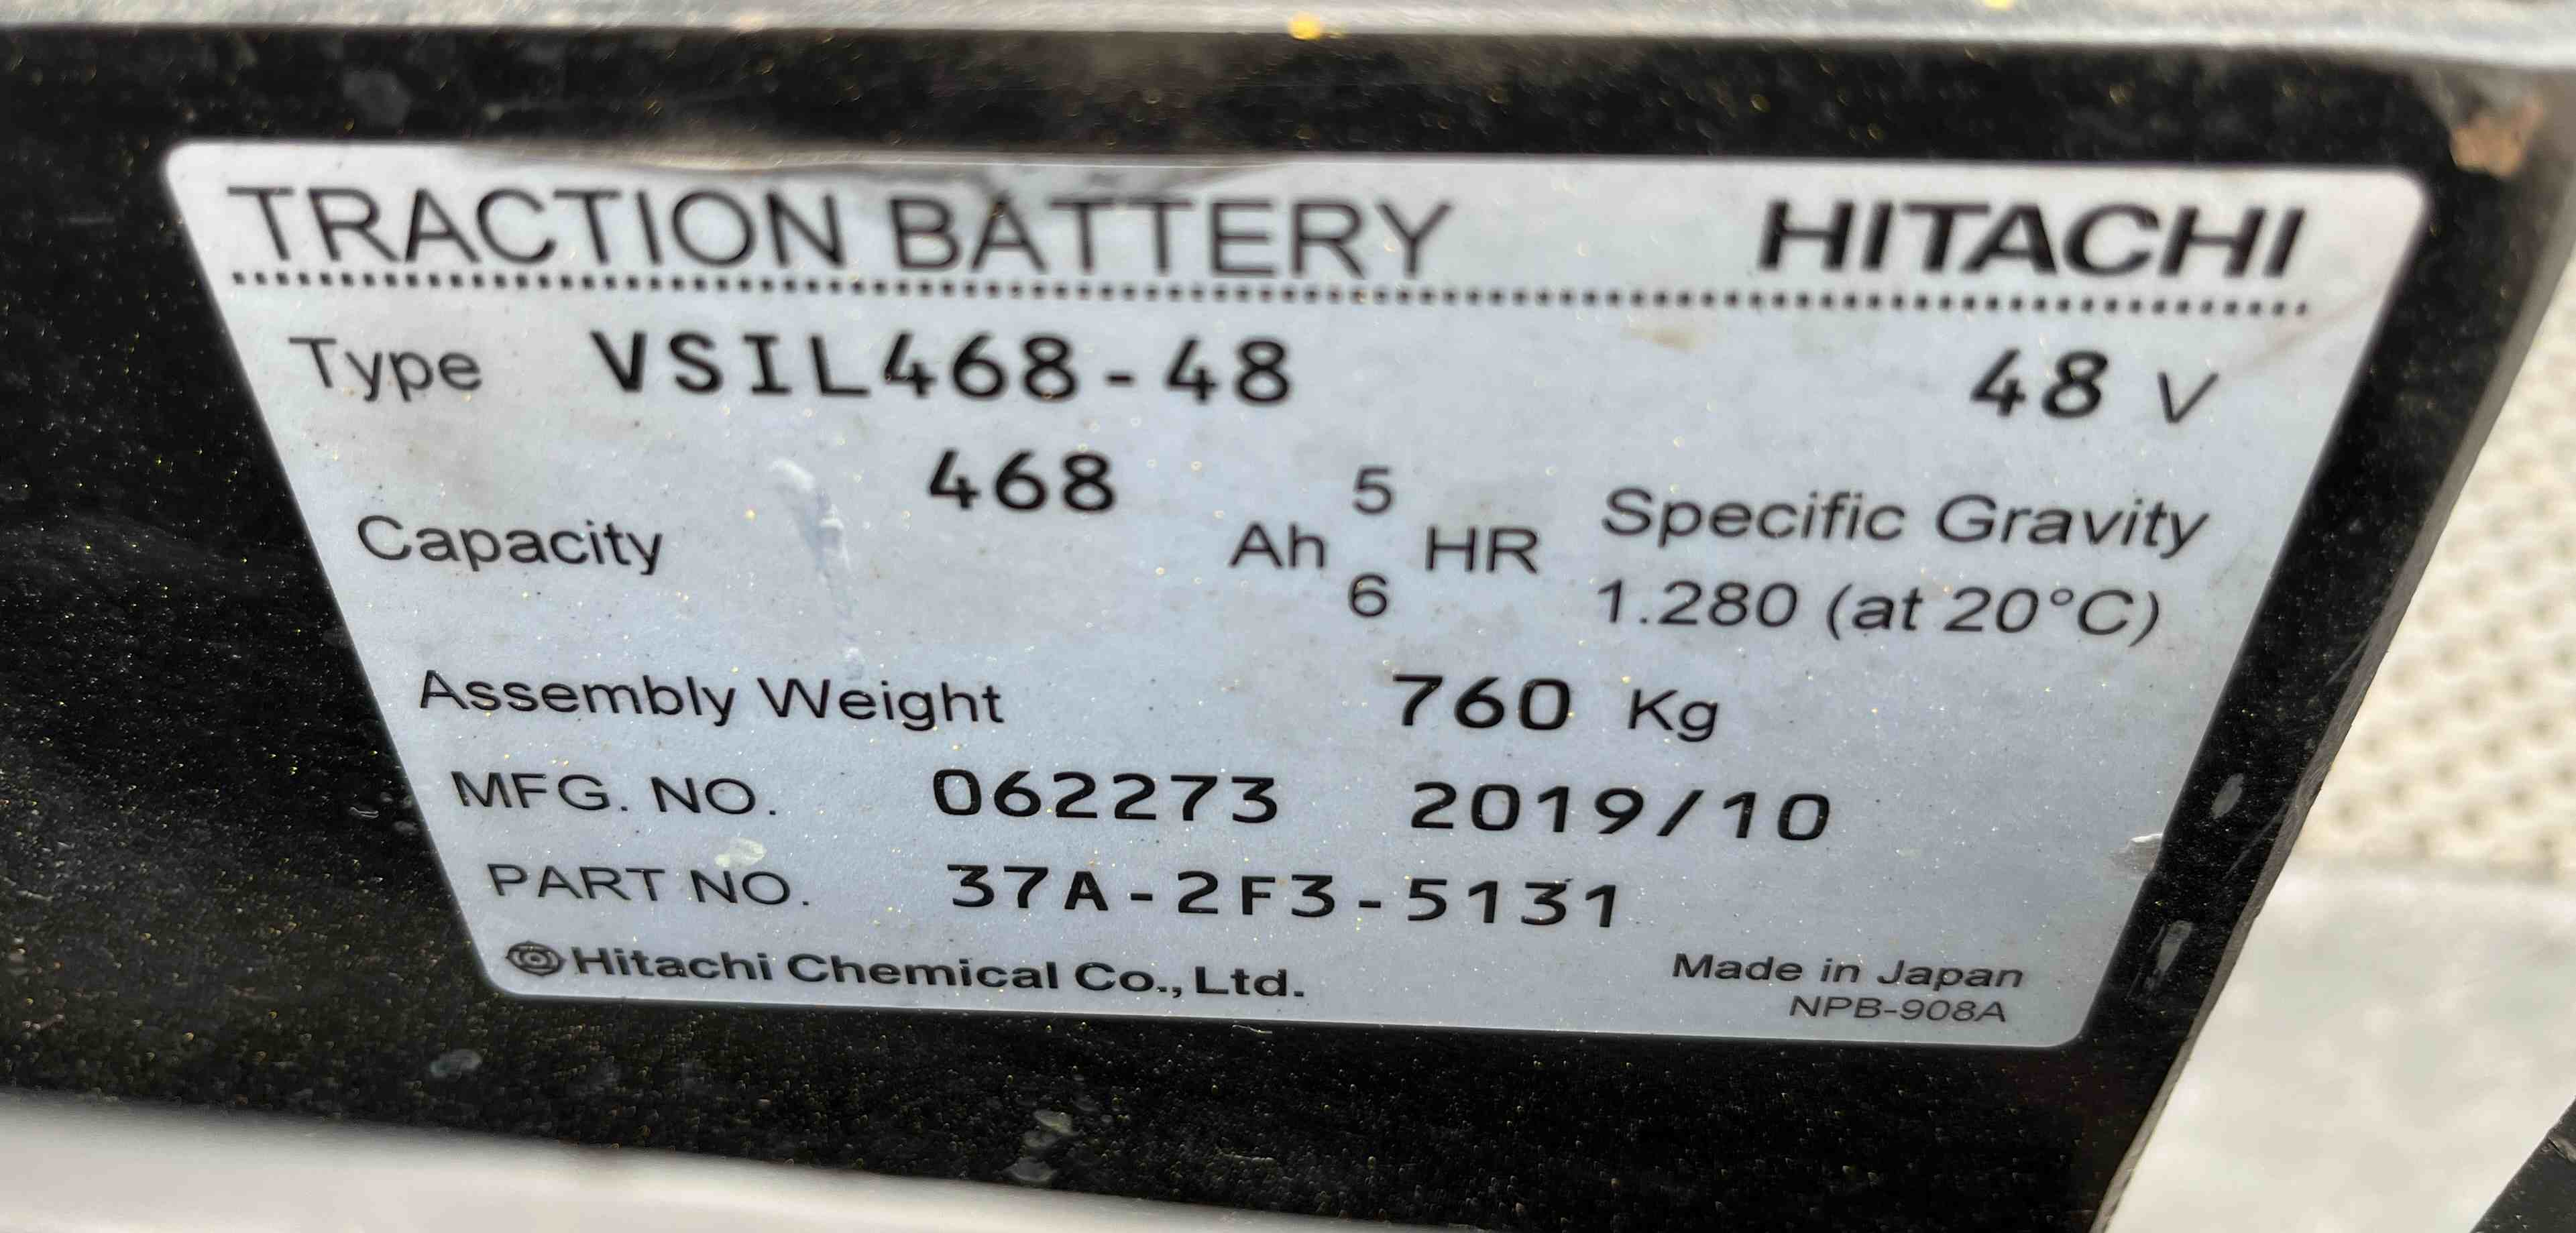 TRACTION BATTERY HITACHI
Type VSIL468-48 48 V
468 5 Specific Gravity
Capacity Ah HR
6 1.280 (at 20°C)
Assembly Weight 760 Kg
MFG. NO. 062273 2019/10
PART NO. 37A-2F3-5131
Hitachi Chemical Co., Ltd. Made in Japan
NPB-908A